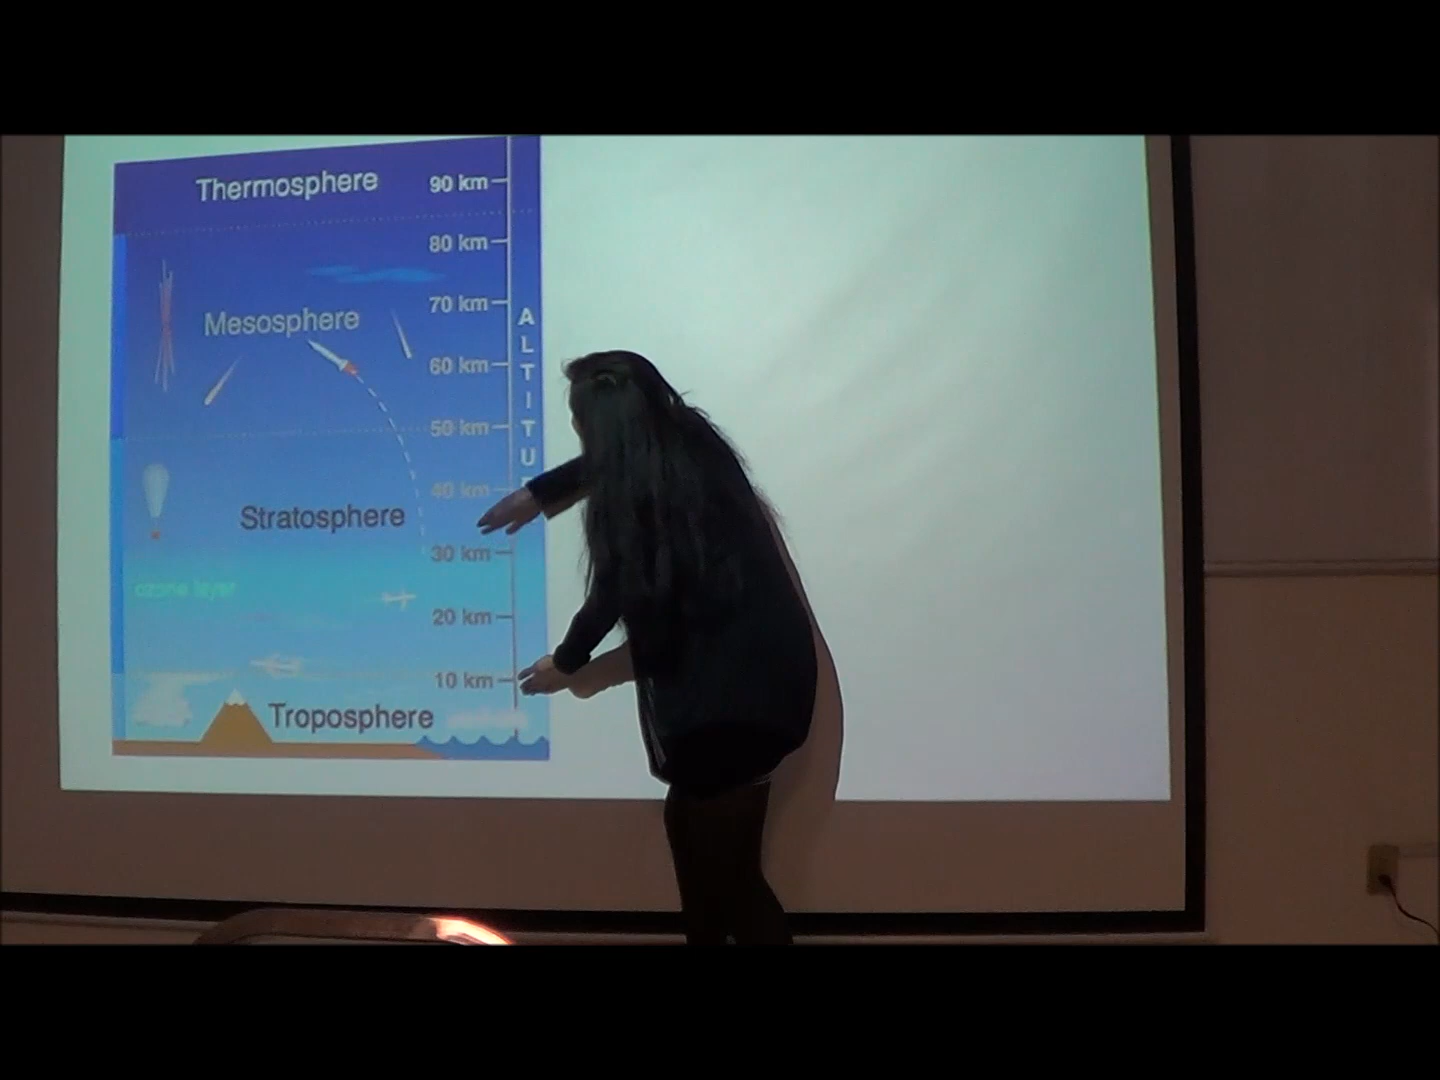 Thermosphere
90 km
80 km
70 km
Mesosphere
60 km
50 km
40 km
Stratosphere
30 km
ozone layer
20 km
10 km
Troposphere
ALTITU